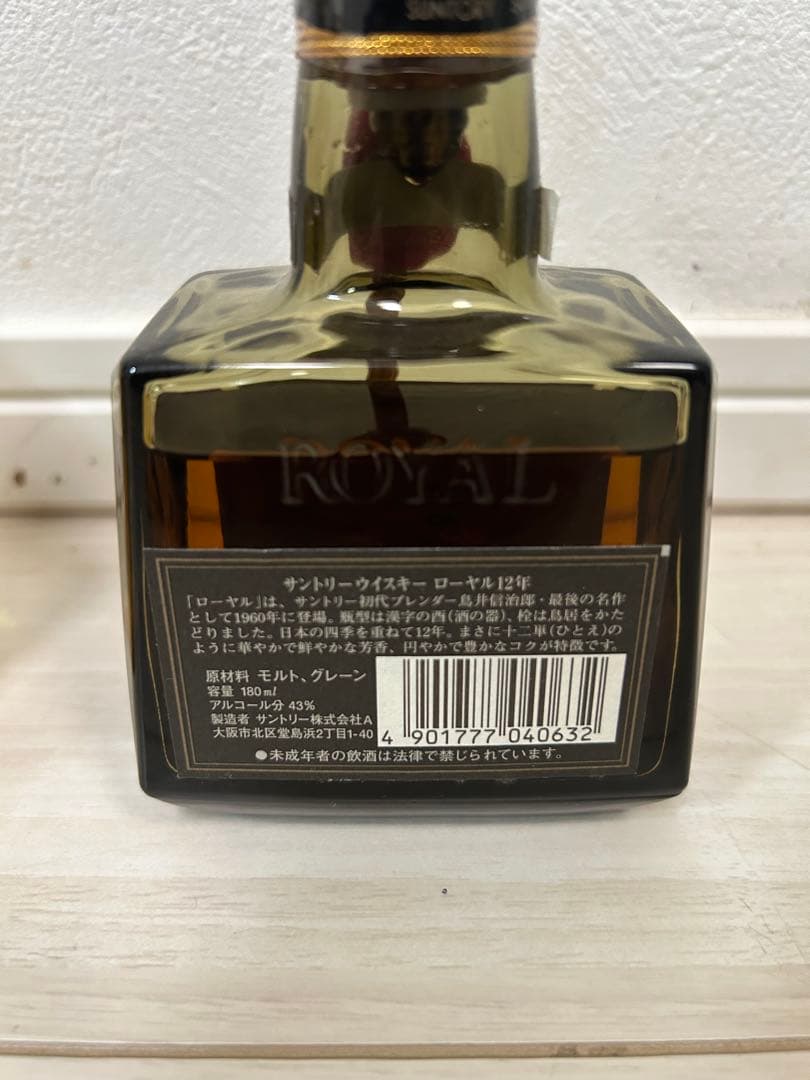 SUNTORY
ROYAL
サントリーウイスキー ローヤル12年
「ローヤル」は、サントリー初代ブレンダー鳥井信治郎・最後の名作
として1960年に登場。瓶型は漢字の酉(酒の器)、栓は鳥居をかた
どりました。日本の四季を重ねて12年。まさに十二単(ひとえ)の
ように華やかで鮮やかな芳香、円やかで豊かなコクが特徴です。
原材料 モルト、グレーン
容量 180ml
アルコール分 43%
製造者 サントリー株式会社A
大阪市北区堂島浜2丁目1-40
4 901777 040632
●未成年者の飲酒は法律で禁じられています。